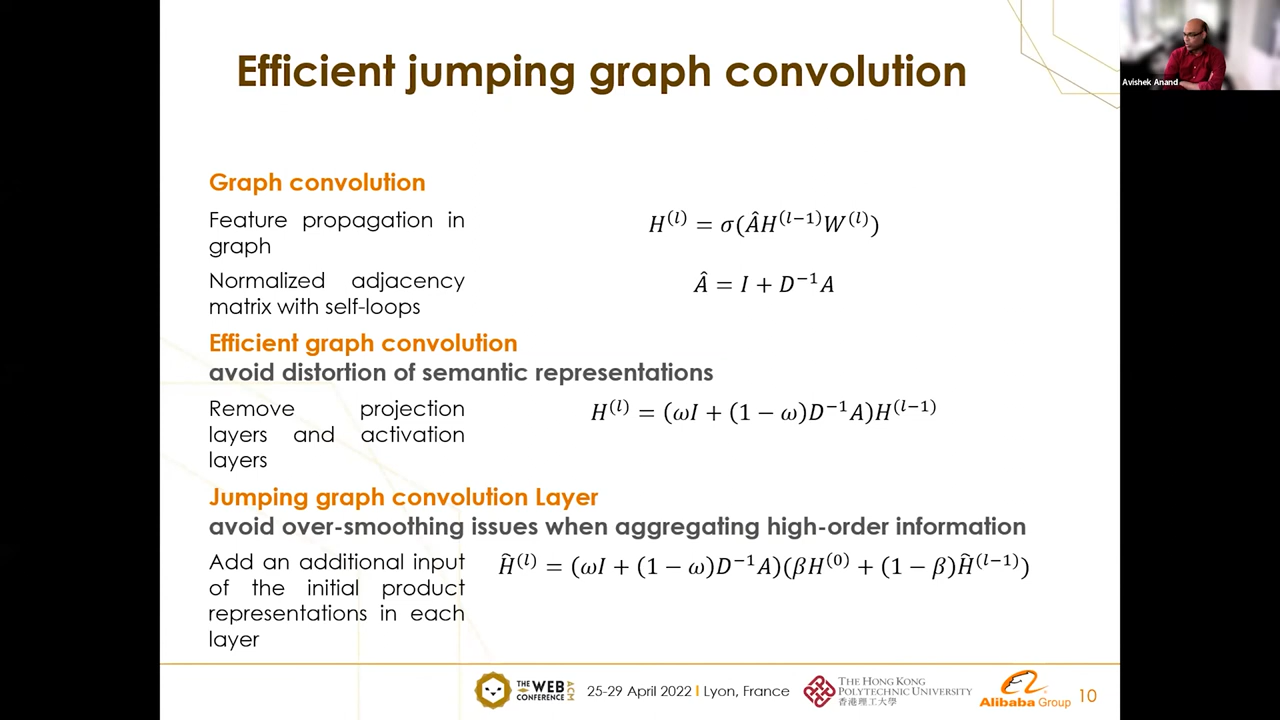 Efficient jumping graph convolution
Avishek Anand
Graph convolution
Feature propagation in
graph
H^{(l)} = σ(ÂH^{(l−1)}W^{(l)})
Normalized adjacency
matrix with self-loops
Â = I + D^{−1}A
Efficient graph convolution
avoid distortion of semantic representations
Remove projection
layers and activation
layers
H^{(l)} = (ωI + (1 − ω)D^{−1}A)H^{(l−1)}
Jumping graph convolution Layer
avoid over-smoothing issues when aggregating high-order information
Add an additional input
of the initial product
representations in each
layer
Ĥ^{(l)} = (ωI + (1 − ω)D^{−1}A)(βH^{(0)} + (1 − β)Ĥ^{(l−1)})
THE WEB CONFERENCE ACM
25-29 April 2022 | Lyon, France
THE HONG KONG
POLYTECHNIC UNIVERSITY
香港理工大學
Alibaba Group
10